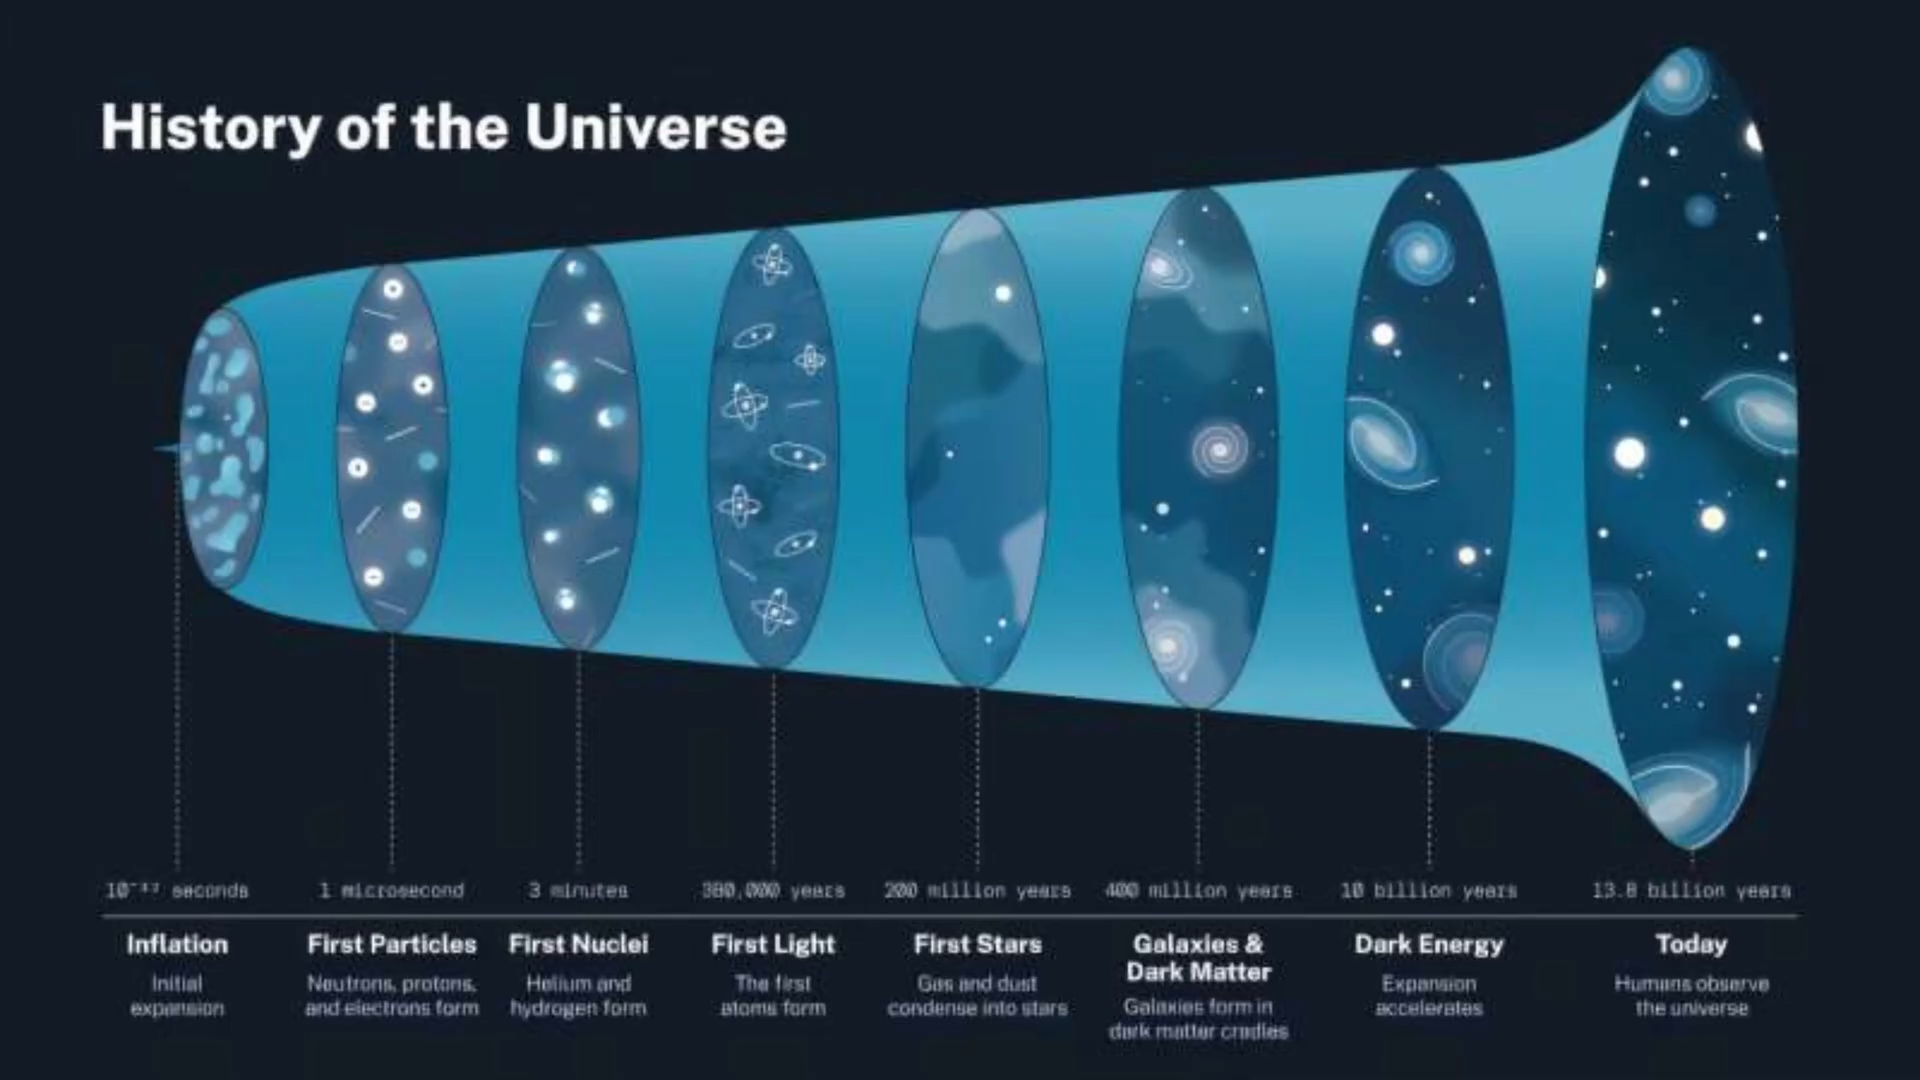 History of the Universe
seconds
1 microsecond
3 minutes
380,000 years
200 million years
400 million years
10 billion years
13.8 billion years
Inflation
First Particles
First Nuclei
First Light
First Stars
Galaxies &
Dark Matter
Dark Energy
Today
Initial
expansion
Neutrons, protons,
and electrons form
Helium and
hydrogen form
The first
atoms form
Gas and dust
condense into stars
Galaxies form in
dark matter cradles
Expansion
accelerates
Humans observe
the universe